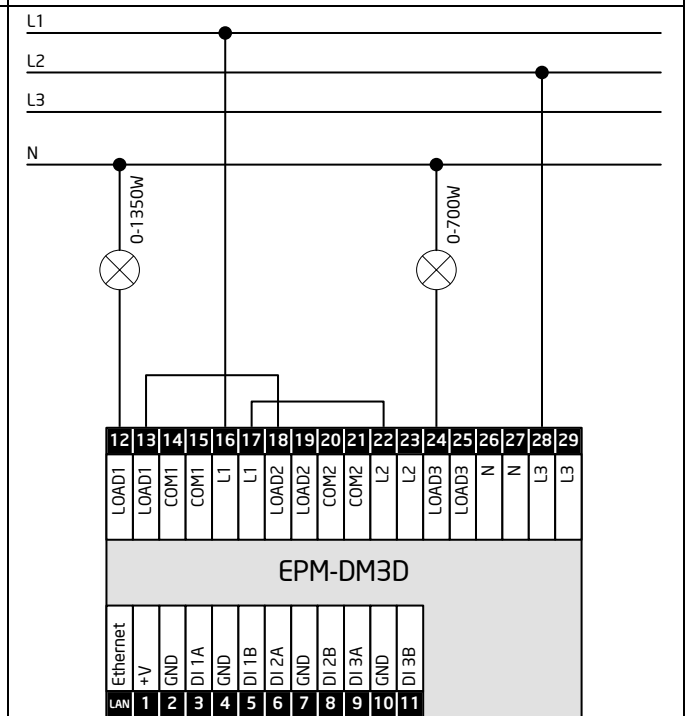 L1
L2
L3
N
0-1350W
0-700W
12 13 14 15 16 17 18 19 20 21 22 23 24 25 26 27 28 29
LOAD1 LOAD1 COM1 COM1 L1 L1 LOAD2 LOAD2 COM2 COM2 L2 L2 LOAD3 LOAD3 N N L3 L3
EPM-DM3D
Ethernet +V GND DI 1A GND DI 1B DI 2A GND DI 2B DI 3A GND DI 3B
LAN 1 2 3 4 5 6 7 8 9 10 11